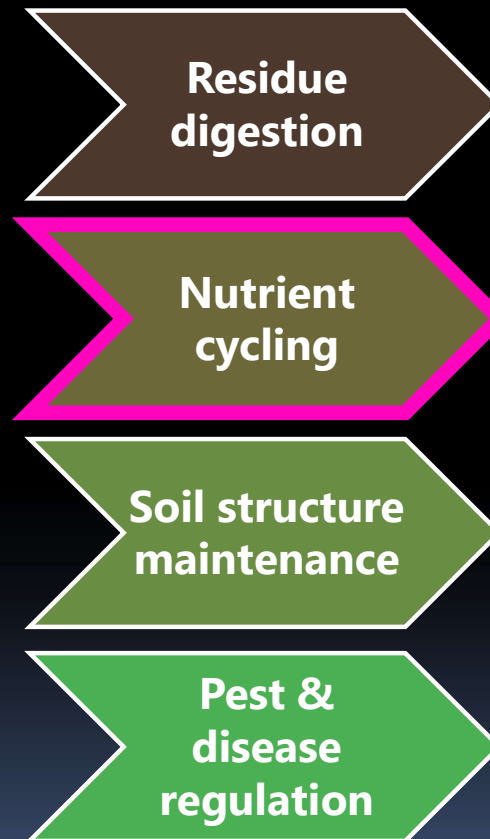 Residue
digestion
Nutrient
cycling
Soil structure
maintenance
Pest &
disease
regulation